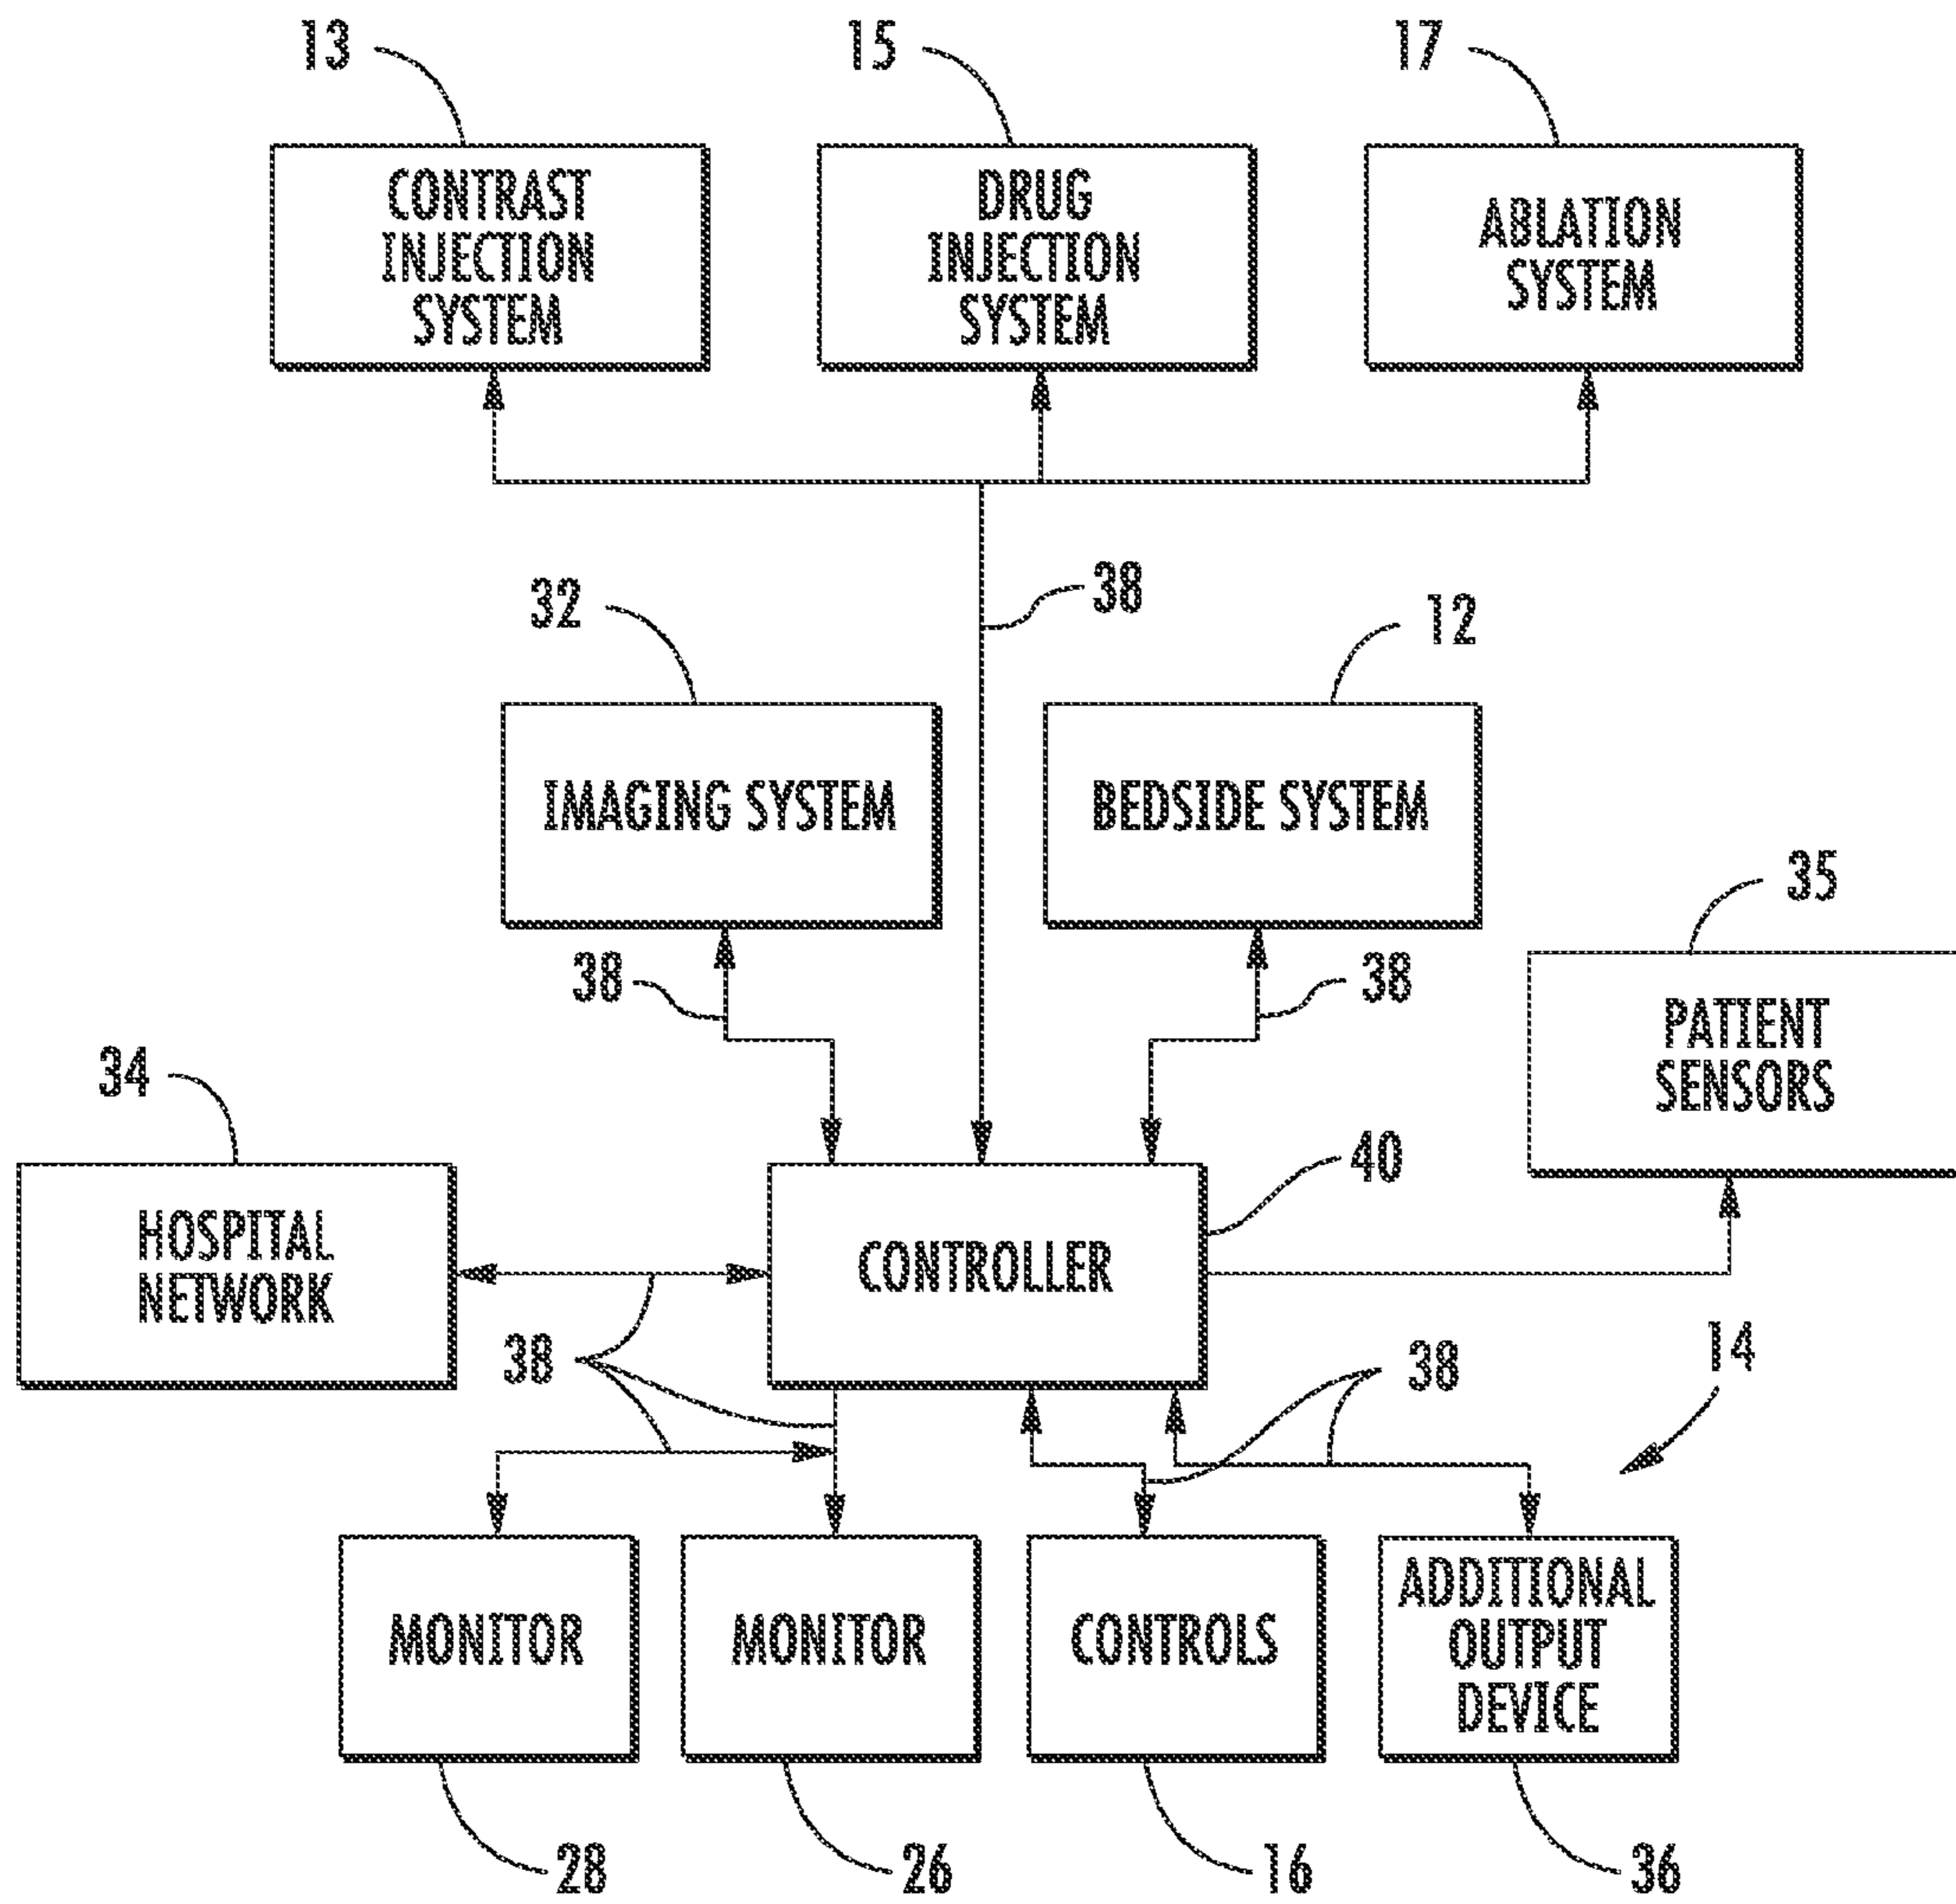 13
15
17
CONTRAST
INJECTION
SYSTEM
DRUG
INJECTION
SYSTEM
ABLATION
SYSTEM
38
32
12
IMAGING SYSTEM
BEDSIDE SYSTEM
35
38
38
PATIENT
SENSORS
34
40
HOSPITAL
NETWORK
CONTROLLER
38
38
14
MONITOR
MONITOR
CONTROLS
ADDITIONAL
OUTPUT
DEVICE
28
26
16
36